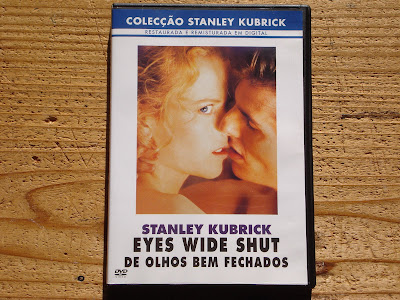 COLECÇÃO STANLEY KUBRICK
RESTAURADA E REMISTURADA EM DIGITAL
STANLEY KUBRICK
EYES WIDE SHUT
DE OLHOS BEM FECHADOS
DVD